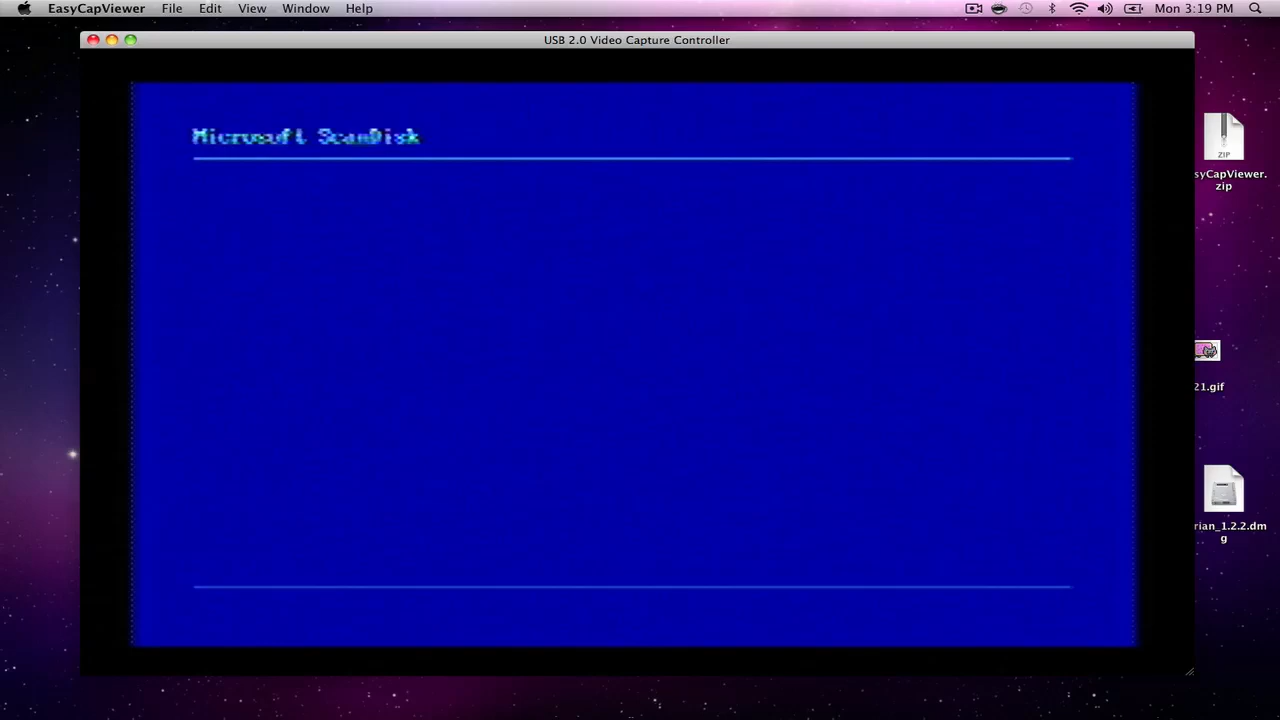 EasyCapViewer File Edit View Window Help Mon 3:19 PM
USB 2.0 Video Capture Controller
Microsoft ScanDisk
ZIP
syCapViewer.
zip
21.gif
rian_1.2.2.dm
g